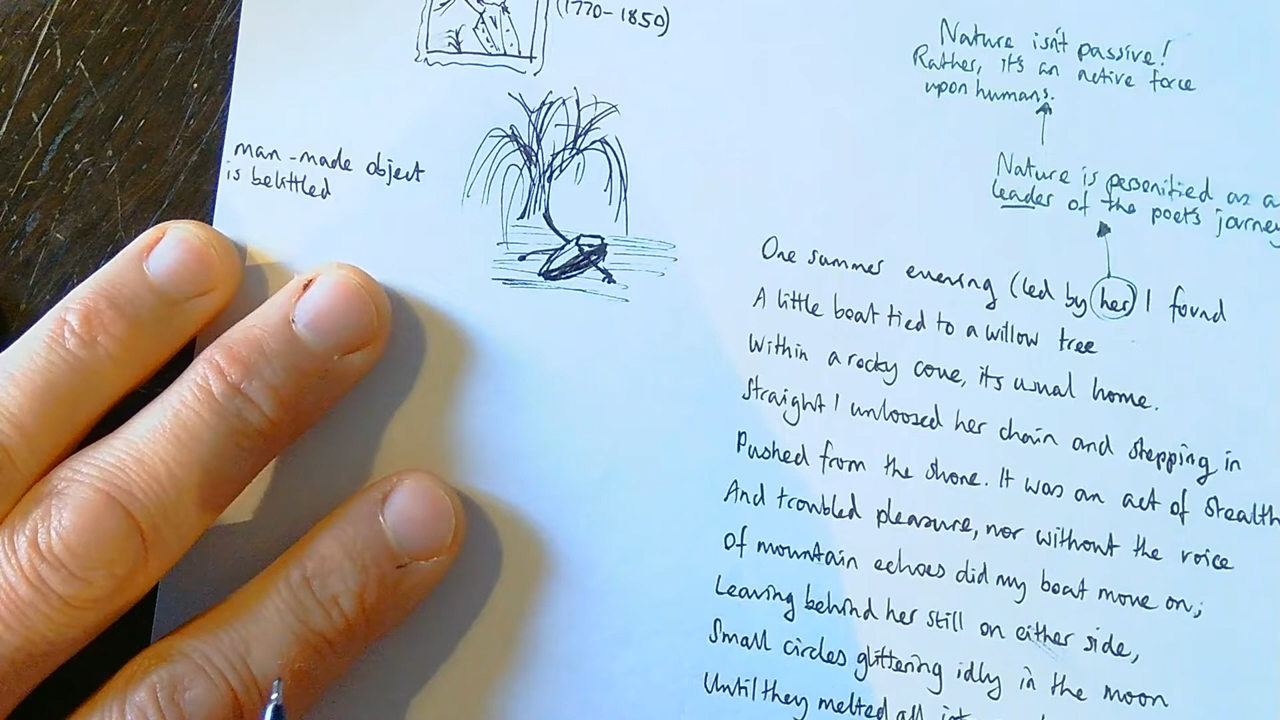 (1770-1850)
Nature isn't passive!
Rather, it's an active force
upon humans.
man-made object
is belittled
Nature is personified as a
leader of the poet's journey
One summer evening (led by her) I found
A little boat tied to a willow tree
Within a rocky cove, its usual home.
Straight I unloosed her chain and stepping in
Pushed from the shore. It was an act of stealth
And troubled pleasure, nor without the voice
Of mountain echoes did my boat move on;
Leaving behind her still on either side,
Small circles glittering idly in the moon
Until they melted all